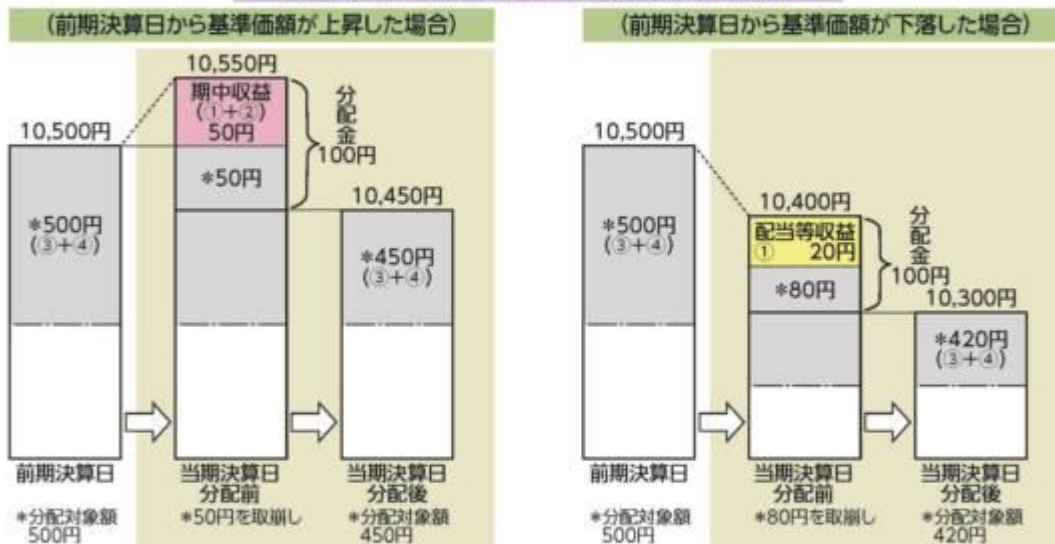 (前期決算日から基準価額が上昇した場合)
10,550円
期中収益
(①+②)
50円
分配金
100円
10,500円
*50円
10,450円
*500円
(③+④)
*450円
(③+④)
前期決算日
当期決算日
分配前
当期決算日
分配後
*分配対象額
500円
*50円を取崩し
*分配対象額
450円
(前期決算日から基準価額が下落した場合)
10,500円
10,400円
配当等収益
① 20円
分配金
100円
*500円
(③+④)
*80円
10,300円
*420円
(③+④)
前期決算日
当期決算日
分配前
当期決算日
分配後
*分配対象額
500円
*80円を取崩し
*分配対象額
420円